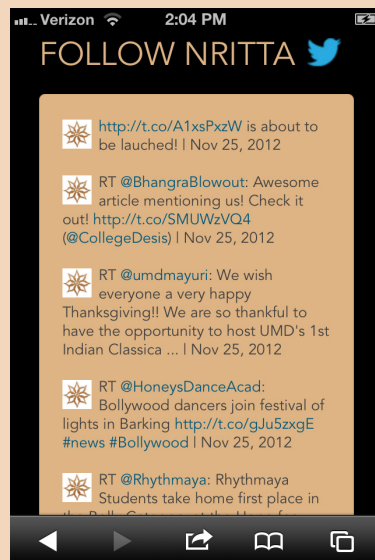 Verizon 2:04 PM
FOLLOW NRITTA
http://t.co/A1xsPxzW is about to
be lauched! | Nov 25, 2012
RT @BhangraBlowout: Awesome
article mentioning us! Check it
out! http://t.co/SMUWzVQ4
(@CollegeDesis) | Nov 25, 2012
RT @umdmayuri: We wish
everyone a very happy
Thanksgiving!! We are so thankful to
have the opportunity to host UMD's 1st
Indian Classica ... | Nov 25, 2012
RT @HoneysDanceAcad:
Bollywood dancers join festival of
lights in Barking http://t.co/gJu5zxgE
#news #Bollywood | Nov 25, 2012
RT @Rhythmaya: Rhythmaya
Students take home first place in